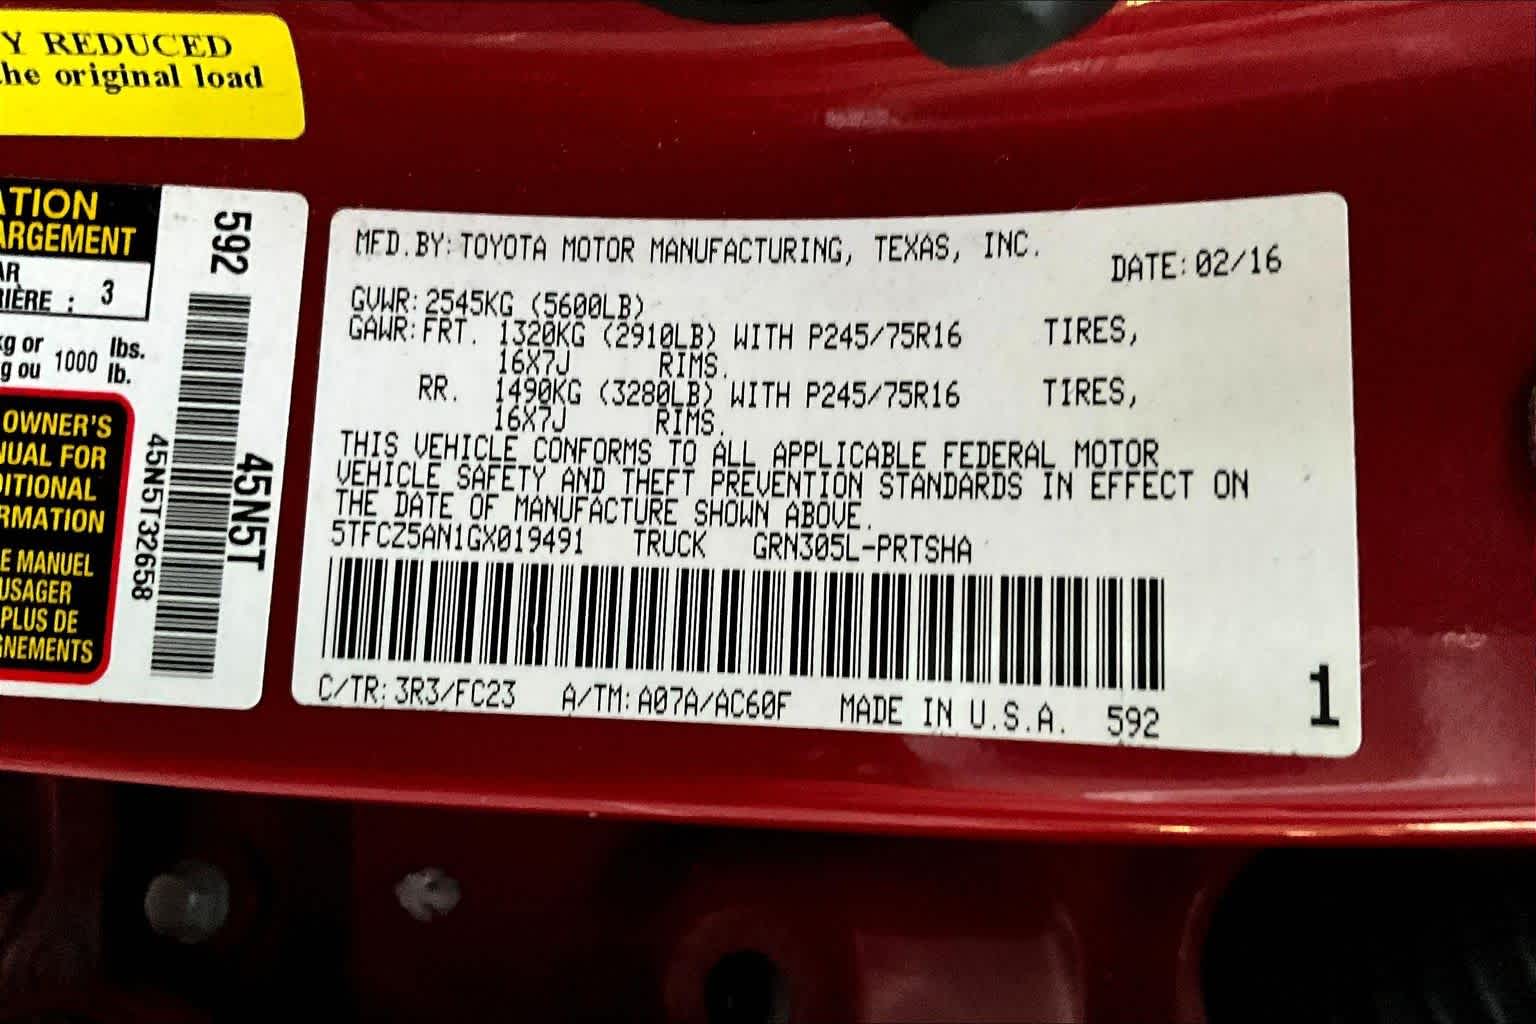 Y REDUCED
he original load
ATION
ARGEMENT
AR
RIÈRE : 3
kg or 1000 lbs.
g ou lb.
OWNER'S
NUAL FOR
DITIONAL
RMATION
E MANUEL
USAGER
PLUS DE
GNEMENTS
592
45N5T32658
45N5T
MFD.BY: TOYOTA MOTOR MANUFACTURING, TEXAS, INC.
DATE: 02/16
GVWR: 2545KG (5600LB)
GAWR: FRT. 1320KG (2910LB) WITH P245/75R16 TIRES,
16X7J RIMS.
RR. 1490KG (3280LB) WITH P245/75R16 TIRES,
16X7J RIMS.
THIS VEHICLE CONFORMS TO ALL APPLICABLE FEDERAL MOTOR
VEHICLE SAFETY AND THEFT PREVENTION STANDARDS IN EFFECT ON
THE DATE OF MANUFACTURE SHOWN ABOVE.
5TFCZ5AN1GX019491 TRUCK GRN305L-PRTSHA
C/TR: 3R3/FC23 A/TM: A07A/AC60F MADE IN U.S.A. 592
1